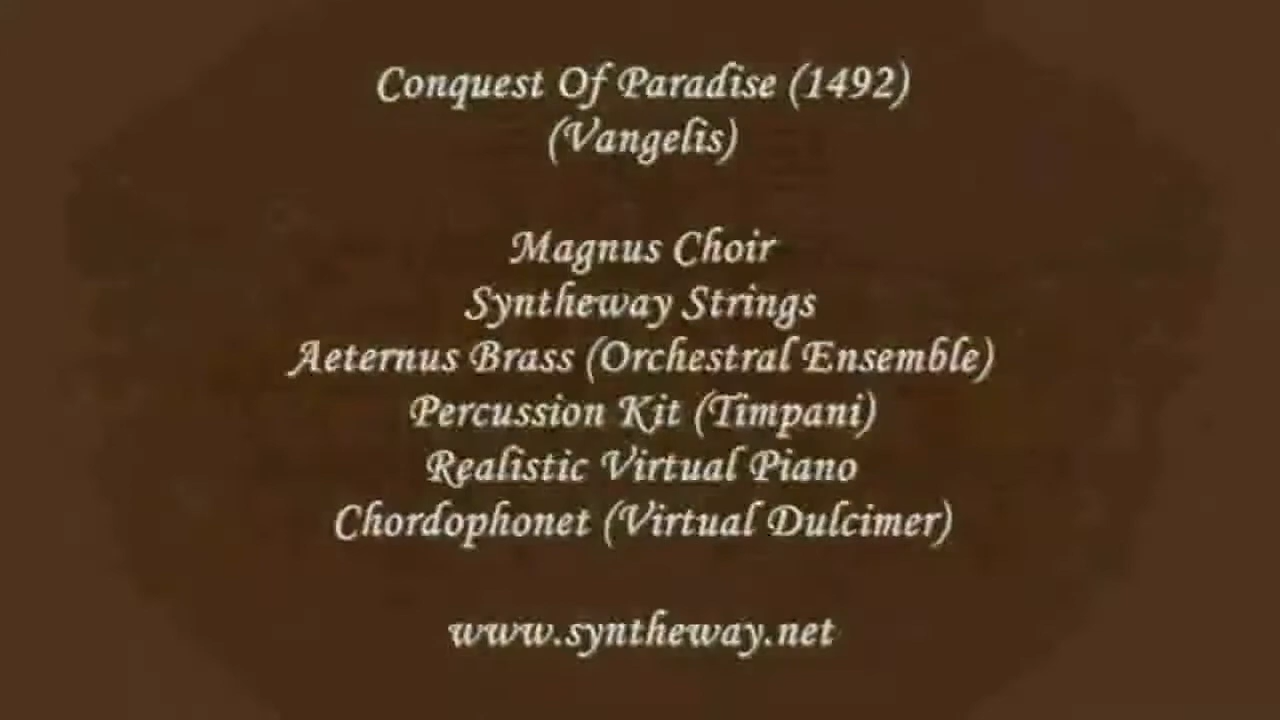 Conquest Of Paradise (1492)
(Vangelis)
Magnus Choir
Syntheway Strings
Aeternus Brass (Orchestral Ensemble)
Percussion Kit (Timpani)
Realistic Virtual Piano
Chordophonet (Virtual Dulcimer)
www.syntheway.net